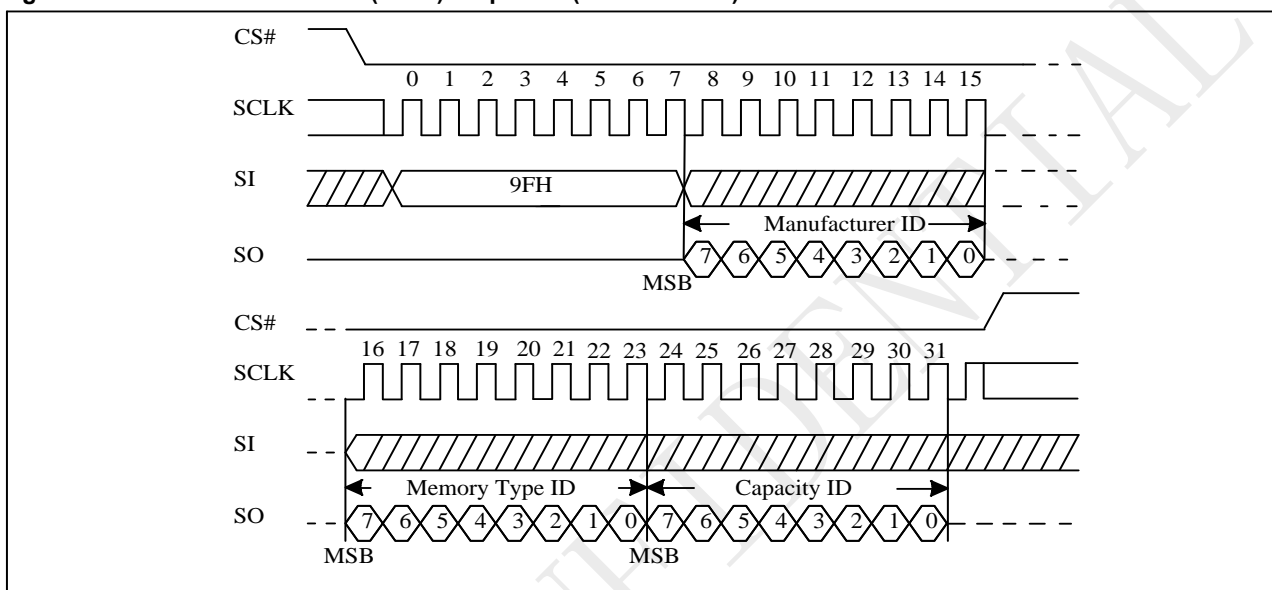 CS#
0 1 2 3 4 5 6 7 8 9 10 11 12 13 14 15
SCLK
SI 9FH
Manufacturer ID
SO 7 6 5 4 3 2 1 0
MSB
CS#
16 17 18 19 20 21 22 23 24 25 26 27 28 29 30 31
SCLK
SI
Memory Type ID Capacity ID
SO 7 6 5 4 3 2 1 0 7 6 5 4 3 2 1 0
MSB MSB